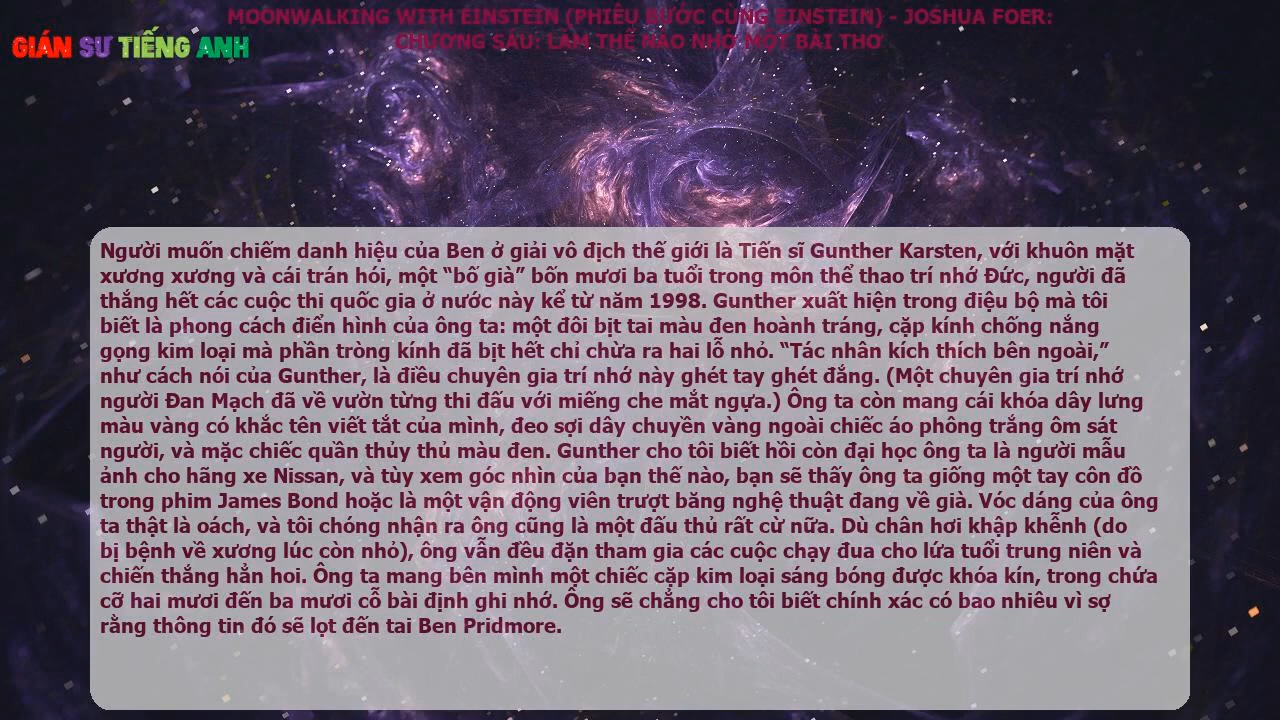 MOONWALKING WITH EINSTEIN (PHIÊU BƯỚC CÙNG EINSTEIN) - JOSHUA FOER:
CHƯƠNG SÁU: LÀM THẾ NÀO NHỚ MỘT BÀI THƠ
GIÁN SƯ TIẾNG ANH
Người muốn chiếm danh hiệu của Ben ở giải vô địch thế giới là Tiến sĩ Gunther Karsten, với khuôn mặt
xương xương và cái trán hói, một “bố già” bốn mươi ba tuổi trong môn thể thao trí nhớ Đức, người đã
thắng hết các cuộc thi quốc gia ở nước này kể từ năm 1998. Gunther xuất hiện trong điệu bộ mà tôi
biết là phong cách điển hình của ông ta: một đôi bịt tai màu đen hoành tráng, cặp kính chống nắng
gọng kim loại mà phần tròng kính đã bịt hết chỉ chừa ra hai lỗ nhỏ. “Tác nhân kích thích bên ngoài,”
như cách nói của Gunther, là điều chuyên gia trí nhớ này ghét tay ghét đắng. (Một chuyên gia trí nhớ
người Đan Mạch đã về vườn từng thi đấu với miếng che mắt ngựa.) Ông ta còn mang cái khóa dây lưng
màu vàng có khắc tên viết tắt của mình, đeo sợi dây chuyền vàng ngoài chiếc áo phông trắng ôm sát
người, và mặc chiếc quần thủy thủ màu đen. Gunther cho tôi biết hồi còn đại học ông ta là người mẫu
ảnh cho hãng xe Nissan, và tùy xem góc nhìn của bạn thế nào, bạn sẽ thấy ông ta giống một tay côn đồ
trong phim James Bond hoặc là một vận động viên trượt băng nghệ thuật đang về già. Vóc dáng của ông
ta thật là oách, và tôi chóng nhận ra ông cũng là một đấu thủ rất cừ nữa. Dù chân hơi khập khễnh (do
bị bệnh về xương lúc còn nhỏ), ông vẫn đều đặn tham gia các cuộc chạy đua cho lứa tuổi trung niên và
chiến thắng hẳn hoi. Ông ta mang bên mình một chiếc cặp kim loại sáng bóng được khóa kín, trong chứa
cỡ hai mươi đến ba mươi cỗ bài định ghi nhớ. Ông sẽ chẳng cho tôi biết chính xác có bao nhiêu vì sợ
rằng thông tin đó sẽ lọt đến tai Ben Pridmore.